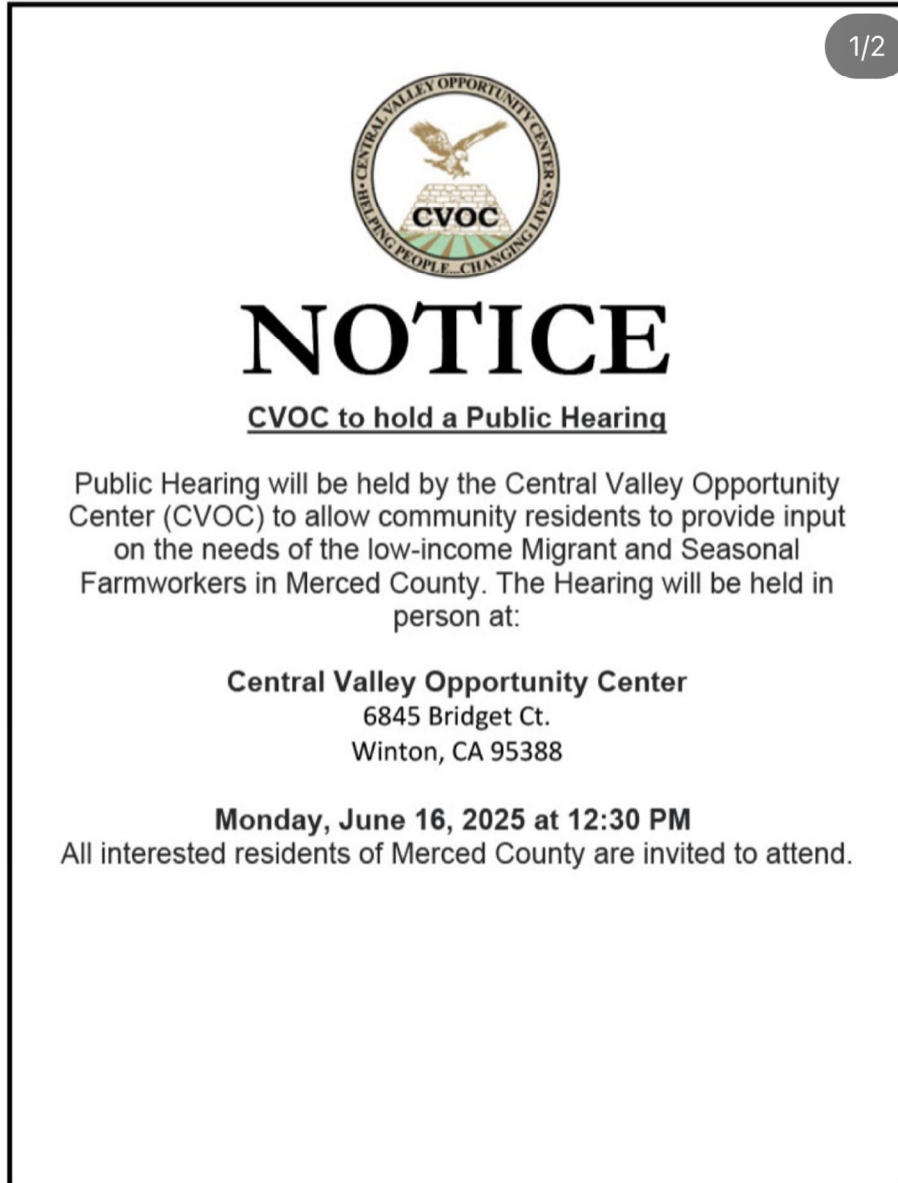 1/2
CENTRAL VALLEY OPPORTUNITY CENTER
HELPING PEOPLE...CHANGING LIVES
CVOC
NOTICE
CVOC to hold a Public Hearing
Public Hearing will be held by the Central Valley Opportunity
Center (CVOC) to allow community residents to provide input
on the needs of the low-income Migrant and Seasonal
Farmworkers in Merced County. The Hearing will be held in
person at:
Central Valley Opportunity Center
6845 Bridget Ct.
Winton, CA 95388
Monday, June 16, 2025 at 12:30 PM
All interested residents of Merced County are invited to attend.